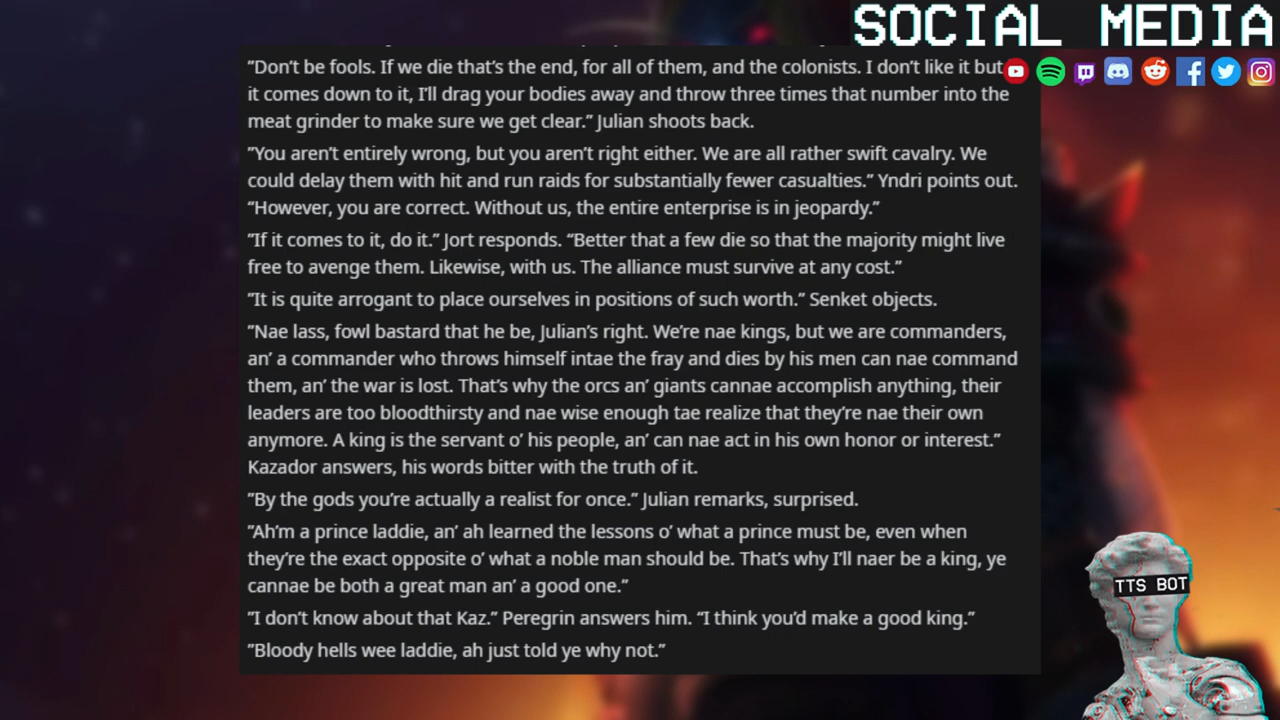 SOCIAL MEDIA
"Don't be fools. If we die that's the end, for all of them, and the colonists. I don't like it but
it comes down to it, I'll drag your bodies away and throw three times that number into the
meat grinder to make sure we get clear." Julian shoots back.
"You aren't entirely wrong, but you aren't right either. We are all rather swift cavalry. We
could delay them with hit and run raids for substantially fewer casualties." Yndri points out.
"However, you are correct. Without us, the entire enterprise is in jeopardy."
"If it comes to it, do it." Jort responds. "Better that a few die so that the majority might live
free to avenge them. Likewise, with us. The alliance must survive at any cost."
"It is quite arrogant to place ourselves in positions of such worth." Senket objects.
"Nae lass, fowl bastard that he be, Julian's right. We're nae kings, but we are commanders,
an' a commander who throws himself intae the fray and dies by his men can nae command
them, an' the war is lost. That's why the orcs an' giants cannae accomplish anything, their
leaders are too bloodthirsty and nae wise enough tae realize that they're nae their own
anymore. A king is the servant o' his people, an' can nae act in his own honor or interest."
Kazador answers, his words bitter with the truth of it.
"By the gods you're actually a realist for once." Julian remarks, surprised.
"Ah'm a prince laddie, an' ah learned the lessons o' what a prince must be, even when
they're the exact opposite o' what a noble man should be. That's why I'll naer be a king, ye
cannae be both a great man an' a good one."
"I don't know about that Kaz." Peregrin answers him. "I think you'd make a good king."
"Bloody hells wee laddie, ah just told ye why not."
TTS BOT